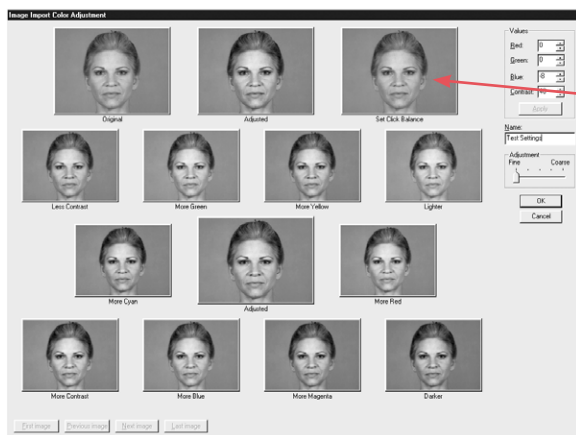 Image Import Color Adjustment
Original
Adjusted
Set Click Balance
Values
Red: 0
Green: 0
Blue: -8
Contrast:
Apply
Name:
Test Settings
Adjustment
Fine Coarse
OK
Cancel
Less Contrast
More Green
More Yellow
Lighter
More Cyan
Adjusted
More Red
More Contrast
More Blue
More Magenta
Darker
First image
Previous image
Next image
Last image